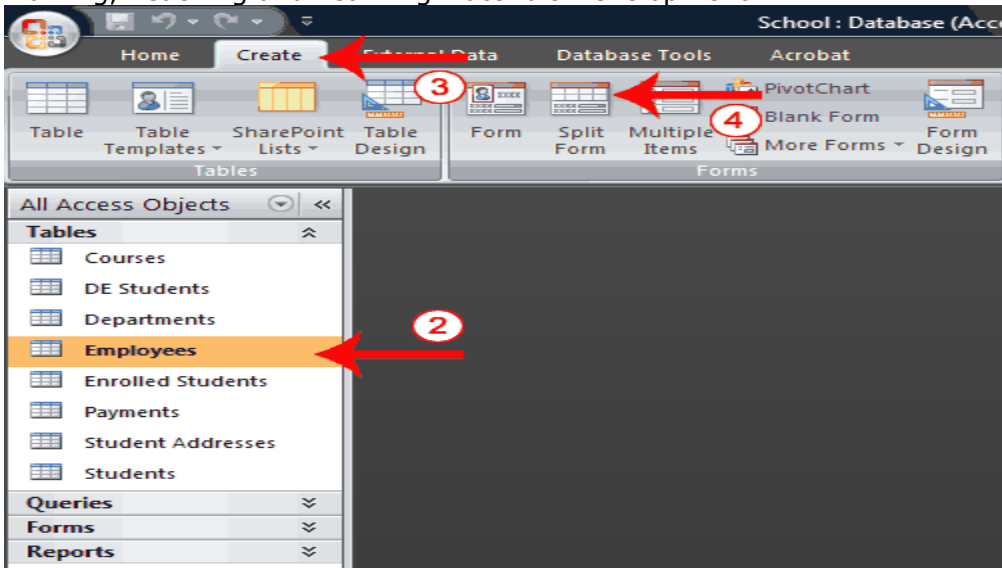 School : Database (Acc
Home Create External Data Database Tools Acrobat
3
4
PivotChart
Blank Form
More Forms
Table
Table Templates
SharePoint Lists
Table Design
Form
Split Form
Multiple Items
Form Design
Tables
Forms
All Access Objects
Tables
Courses
DE Students
Departments
2
Employees
Enrolled Students
Payments
Student Addresses
Students
Queries
Forms
Reports